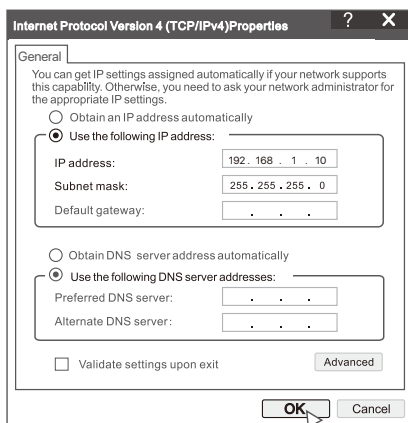 Internet Protocol Version 4 (TCP/IPv4)Properties ? X
General
You can get IP settings assigned automatically if your network supports
this capability. Otherwise, you need to ask your network administrator for
the appropriate IP settings.
Obtain an IP address automatically
Use the following IP address:
IP address: 192. 168 . 1 . 10
Subnet mask: 255. 255. 255. 0
Default gateway: . . .
Obtain DNS server address automatically
Use the following DNS server addresses:
Preferred DNS server: . . .
Alternate DNS server: . . .
Validate settings upon exit
Advanced
OK
Cancel